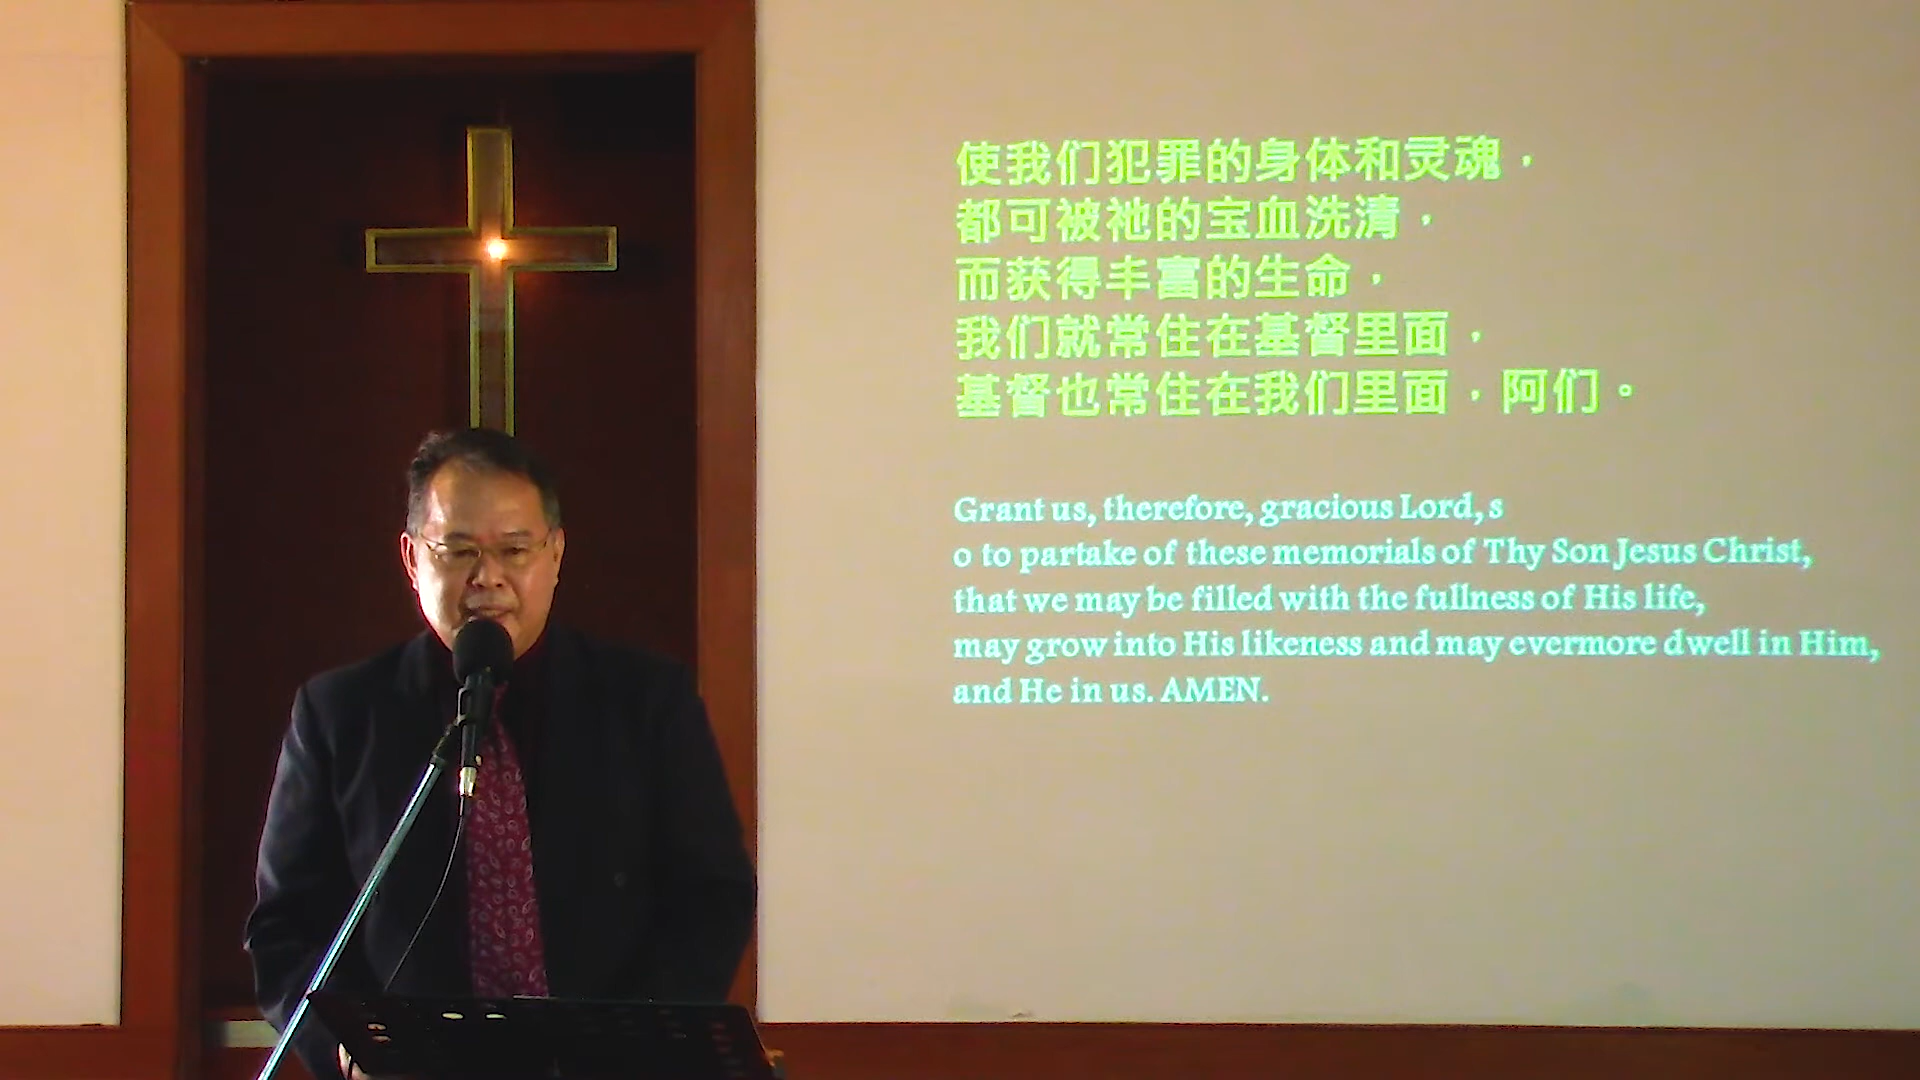 使我们犯罪的身体和灵魂，
都可被祂的宝血洗清，
而获得丰富的生命，
我们就常住在基督里面，
基督也常住在我们里面，阿们。
Grant us, therefore, gracious Lord, s
o to partake of these memorials of Thy Son Jesus Christ,
that we may be filled with the fullness of His life,
may grow into His likeness and may evermore dwell in Him,
and He in us. AMEN.